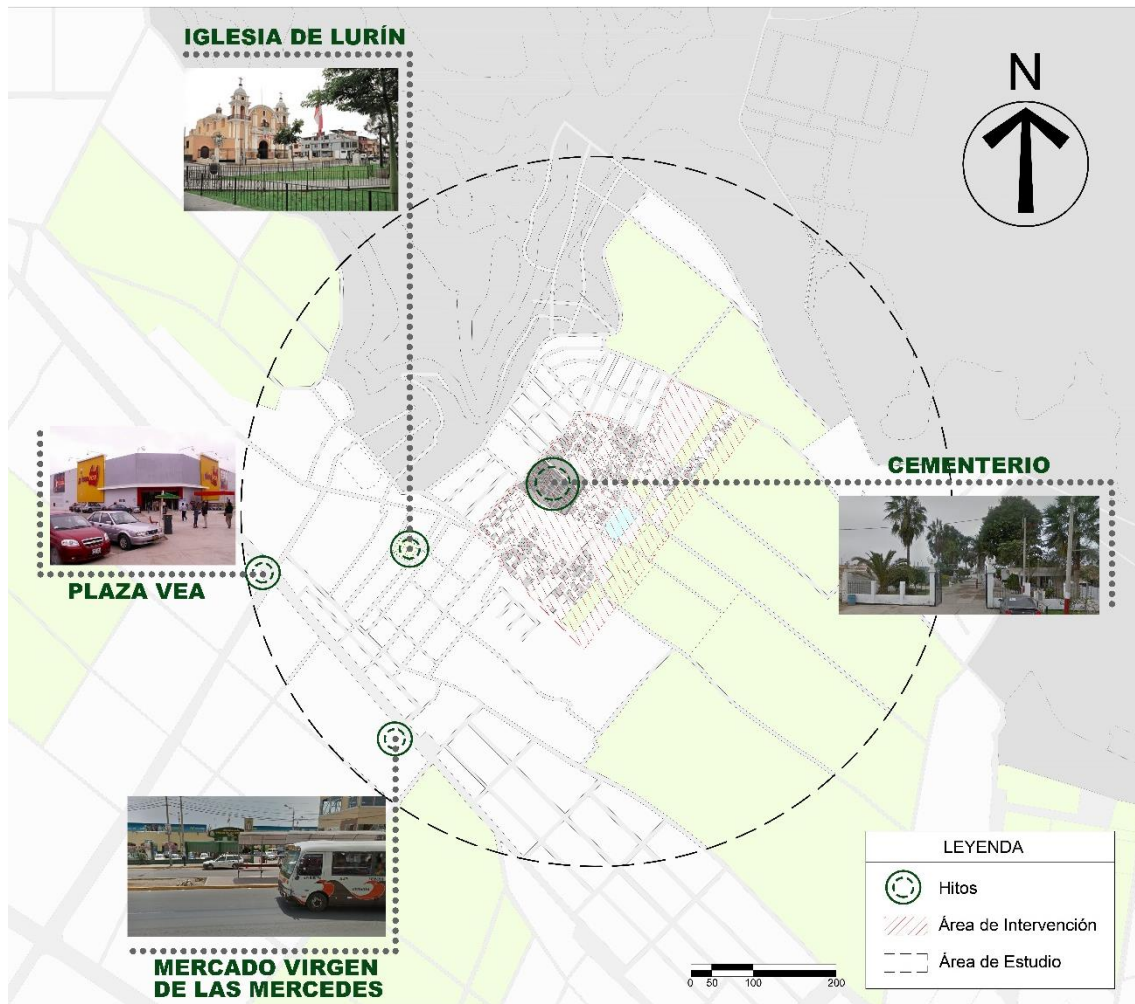 IGLESIA DE LURÍN
N
CEMENTERIO
PLAZA VEA
MERCADO VIRGEN
DE LAS MERCEDES
LEYENDA
Hitos
Área de Intervención
Área de Estudio
0 50 100 200